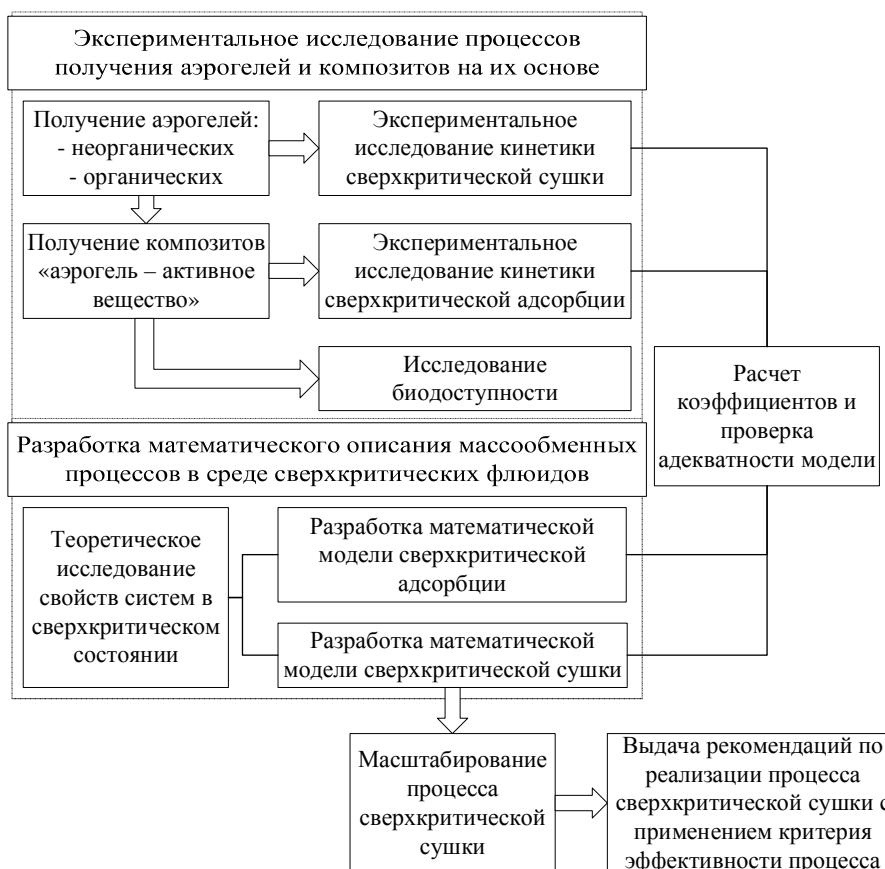 Экспериментальное исследование процессов
получения аэрогелей и композитов на их основе
Получение аэрогелей:
- неорганических
- органических
Экспериментальное
исследование кинетики
сверхкритической сушки
Получение композитов
«аэрогель – активное
вещество»
Экспериментальное
исследование кинетики
сверхкритической адсорбции
Исследование
биодоступности
Расчет
коэффициентов и
проверка
адекватности модели
Разработка математического описания массообменных
процессов в среде сверхкритических флюидов
Теоретическое
исследование
свойств систем в
сверхкритическом
состоянии
Разработка математической
модели сверхкритической
адсорбции
Разработка математической
модели сверхкритической сушки
Масштабирование
процесса
сверхкритической
сушки
Выдача рекомендаций по
реализации процесса
сверхкритической сушки с
применением критерия
эффективности процесса